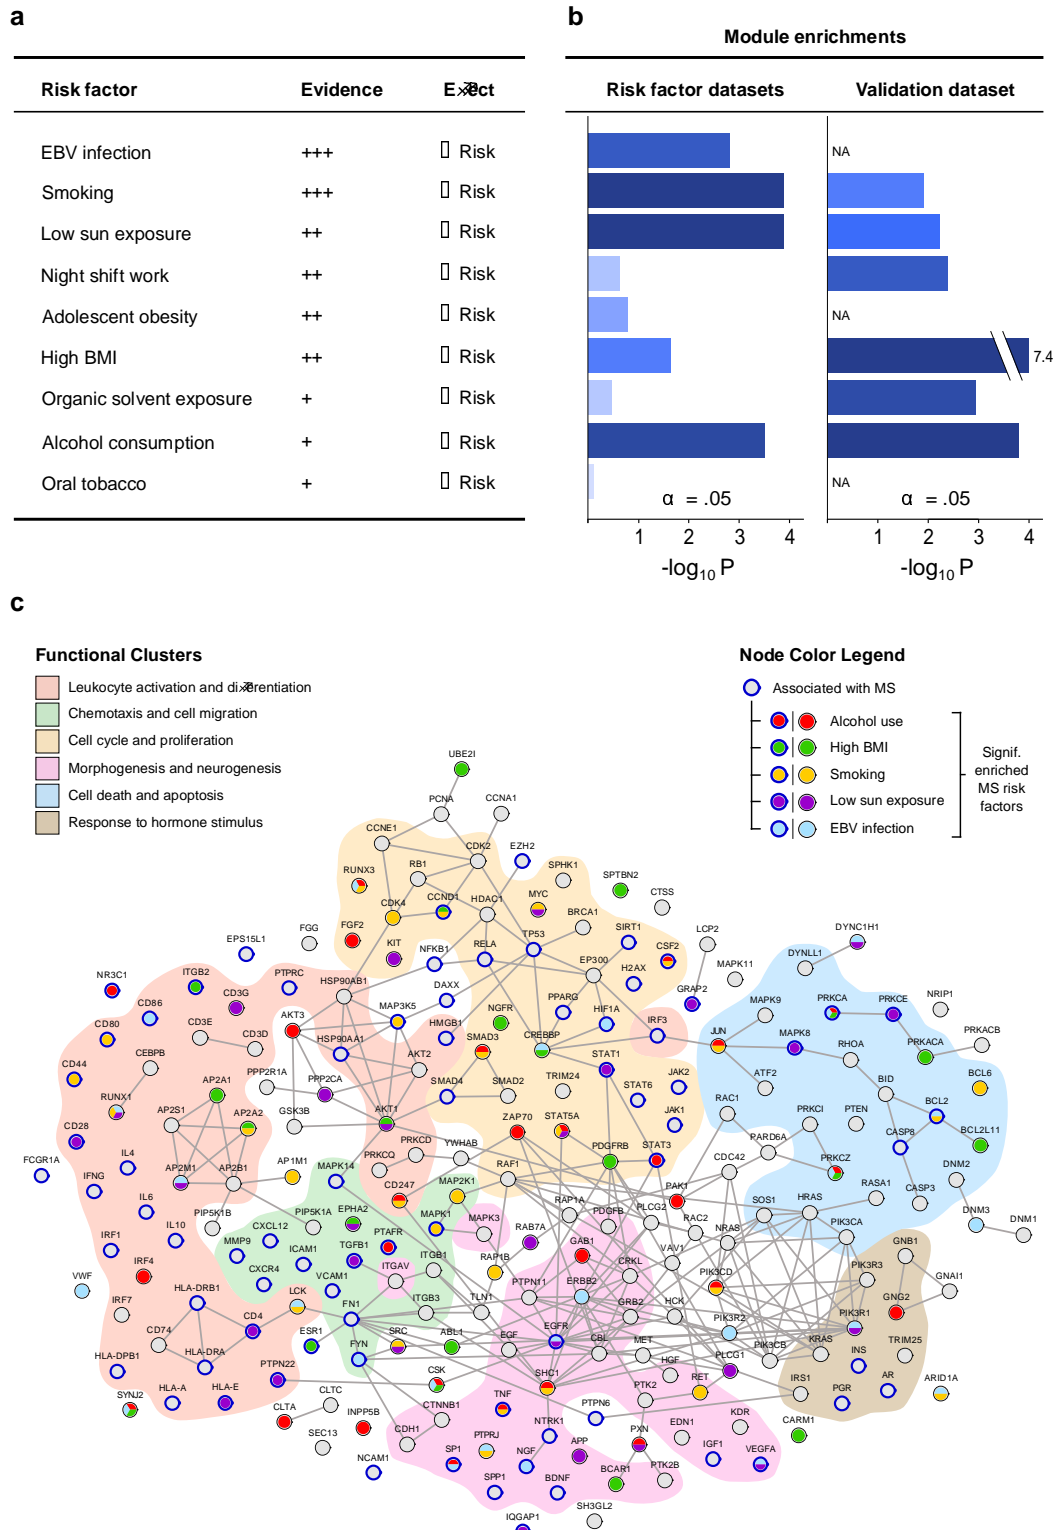 a
Risk factor Evidence Effect
EBV infection +++ Risk
Smoking +++ Risk
Low sun exposure ++ Risk
Night shift work ++ Risk
Adolescent obesity ++ Risk
High BMI ++ Risk
Organic solvent exposure + Risk
Alcohol consumption + Risk
Oral tobacco + Risk
b
Module enrichments
Risk factor datasets Validation dataset
NA
NA
7.4
NA
α = .05 α = .05
1 2 3 4 1 2 3 4
-log10 P -log10 P
c
Functional Clusters
Leukocyte activation and differentiation
Chemotaxis and cell migration
Cell cycle and proliferation
Morphogenesis and neurogenesis
Cell death and apoptosis
Response to hormone stimulus
Node Color Legend
Associated with MS
Alcohol use
High BMI
Smoking
Low sun exposure
EBV infection
Signif.
enriched
MS risk
factors
UBE2I
PCNA CCNA1
CCNE1 CDK2 EZH2
RUNX3 RB1 SPHK1 SPTBN2
CDK4 CCND1 HDAC1 MYC CTSS
FGF2 FGG BRCA1 SIRT1 LCP2 DYNC1H1
EPS15L1 KIT NFKB1 RELA TP53 CSF2 DYNLL1
NR3C1 ITGB2 PTPRC HSP90AB1 EP300 H2AX MAPK11
CD86 CD3G MAP3K5 DAXX PPARG HIF1A GRAP2 MAPK9 PRKCA PRKCE NRIP1
CD80 CD3E CD3D AKT3 HSP90AA1 HMGB1 NGFR SMAD3 CREBBP IRF3 JUN MAPK8 RHOA PRKACA PRKACB
CD44 CEBPB PPP2R1A PPP2CA AKT2 SMAD4 SMAD2 TRIM24 STAT1 STAT6 JAK2 ATF2 BID BCL6
RUNX1 AP2A1 AP2S1 AP2A2 GSK3B AKT1 ZAP70 STAT5A JAK1 RAC1 PRKCI PTEN CASP8 BCL2 BCL2L11
CD28 IL4 AP2M1 AP2B1 AP1M1 MAPK14 PRKCQ PRKCD YWHAB RAF1 PDGFRB STAT3 CDC42 PARD6A PRKCZ RASA1 CASP3 DNM2
FCGR1A IFNG IL6 PIP5K1B PIP5K1A CD247 MAP2K1 RAP1A PDGFB PLCG2 PAK1 SOS1 HRAS DNM3 DNM1
IRF1 IL10 MMP9 CXCL12 EPHA2 PTAFR MAPK1 MAPK3 RAB7A RAC2 NRAS PIK3CA GNB1
VWF IRF4 CXCR4 ICAM1 TGFB1 ITGAV ITGB1 RAP1B GAB1 CRKL VAV1 PIK3CD PIK3R3 GNAI1
IRF7 HLA-DRB1 LCK VCAM1 FN1 ITGB3 TLN1 PTPN11 ERBB2 GRB2 HCK PIK3R2 PIK3R1 GNG2
HLA-DPB1 CD74 HLA-DRA CD4 ESR1 FYN SRC ABL1 EGF EGFR CBL MET PLCG1 PIK3CB KRAS INS TRIM25
SYNJ2 HLA-A HLA-E PTPN22 CLTC CSK SHC1 HGF PTK2 RET IRS1 PGR AR ARID1A
CLTA INPP5B CTNNB1 TNF PTPN6 KDR CARM1
SEC13 CDH1 PTPRJ NTRK1 APP PXN EDN1
NCAM1 SP1 NGF BCAR1 PTK2B IGF1 VEGFA
SPP1 BDNF
IQGAP1 SH3GL2